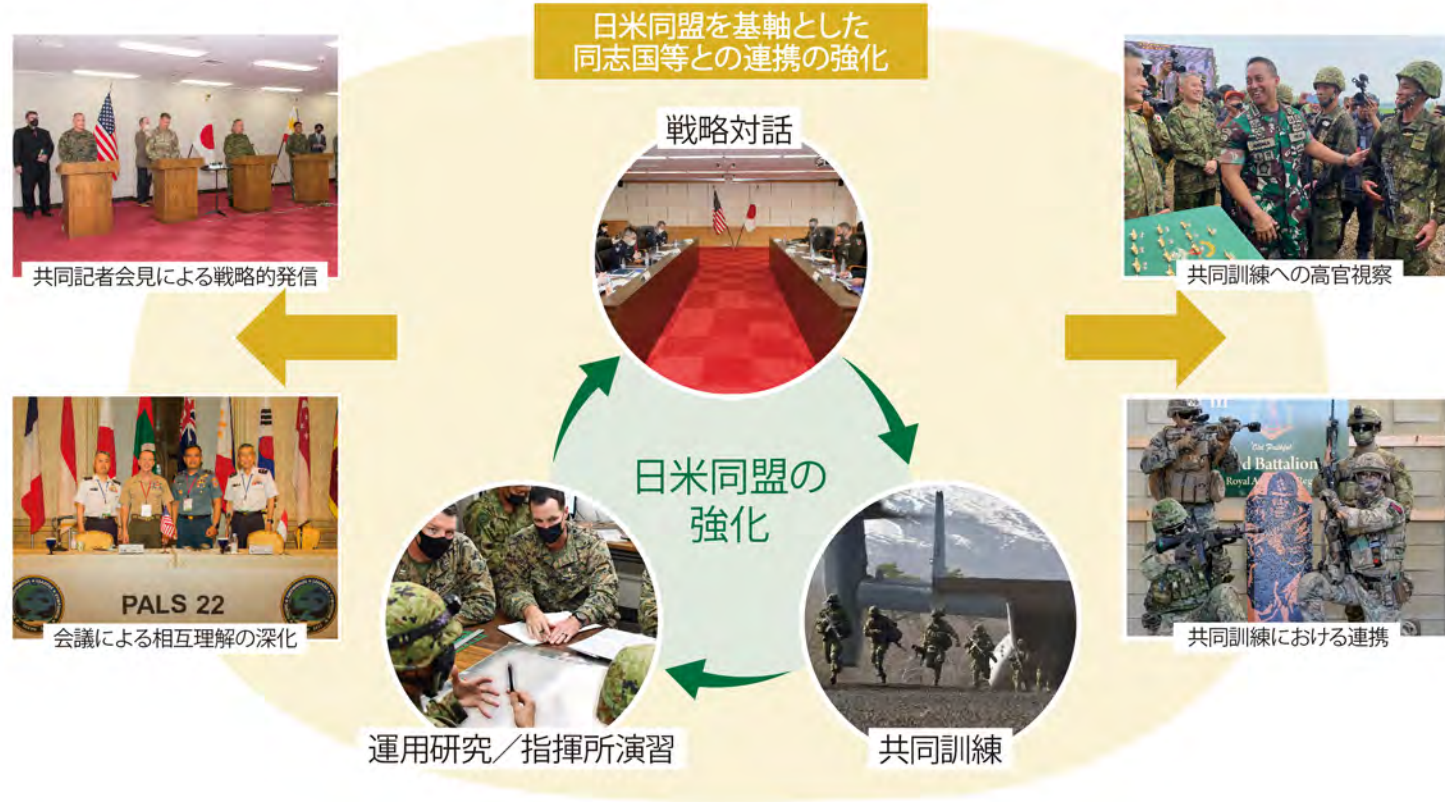 日米同盟を基軸とした
同志国等との連携の強化
戦略対話
共同記者会見による戦略的発信
共同訓練への高官視察
日米同盟の
強化
'Old Faithful'
d Battalion
PALS 22
会議による相互理解の深化
共同訓練における連携
運用研究／指揮所演習
共同訓練